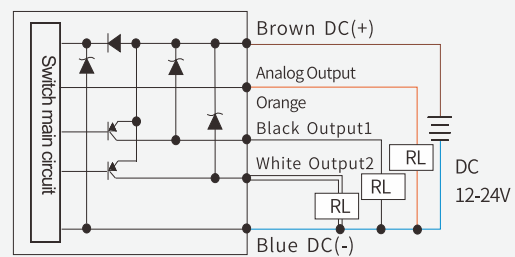 Switch main circuit
Brown DC(+)
Analog Output
Orange
Black Output1
White Output2
RL
RL
RL
DC
12-24V
Blue DC(-)